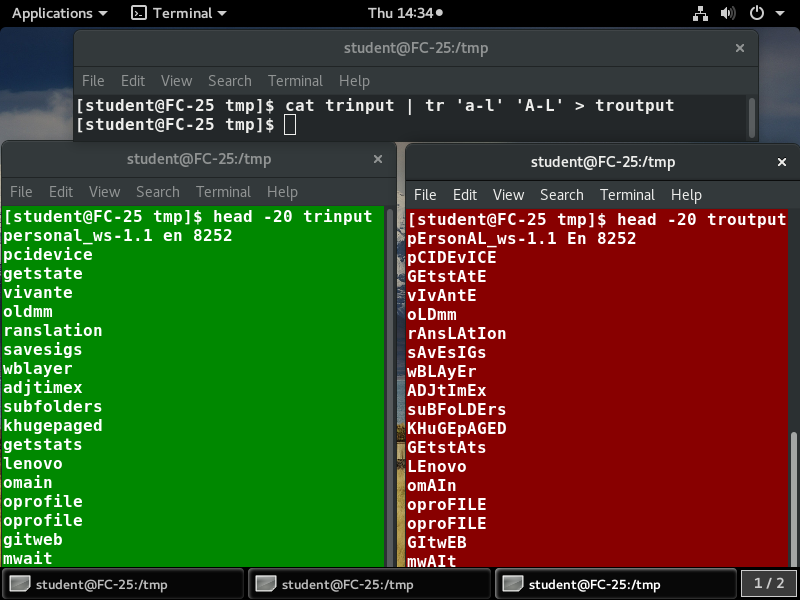 Applications Terminal Thu 14:34
student@FC-25:/tmp
File Edit View Search Terminal Help
[student@FC-25 tmp]$ cat trinput | tr 'a-l' 'A-L' > troutput
[student@FC-25 tmp]$
student@FC-25:/tmp
File Edit View Search Terminal Help
[student@FC-25 tmp]$ head -20 trinput
personal_ws-1.1 en 8252
pcidevice
getstate
vivante
oldmm
ranslation
savesigs
wblayer
adjtimex
subfolders
khugepaged
getstats
lenovo
omain
oprofile
oprofile
gitweb
mwait
student@FC-25:/tmp
File Edit View Search Terminal Help
[student@FC-25 tmp]$ head -20 troutput
pErsonAL_ws-1.1 En 8252
pCIDEvICE
GEtstAtE
vIvAntE
oLDmm
rAnsLAtIon
sAvEsIGs
wBLAyEr
ADJtImEx
suBFoLDErs
KHuGEpAGED
GEtstAts
LEnovo
omAIn
oproFILE
oproFILE
GItwEB
mwAIt
student@FC-25:/tmp
student@FC-25:/tmp
student@FC-25:/tmp
1 / 2